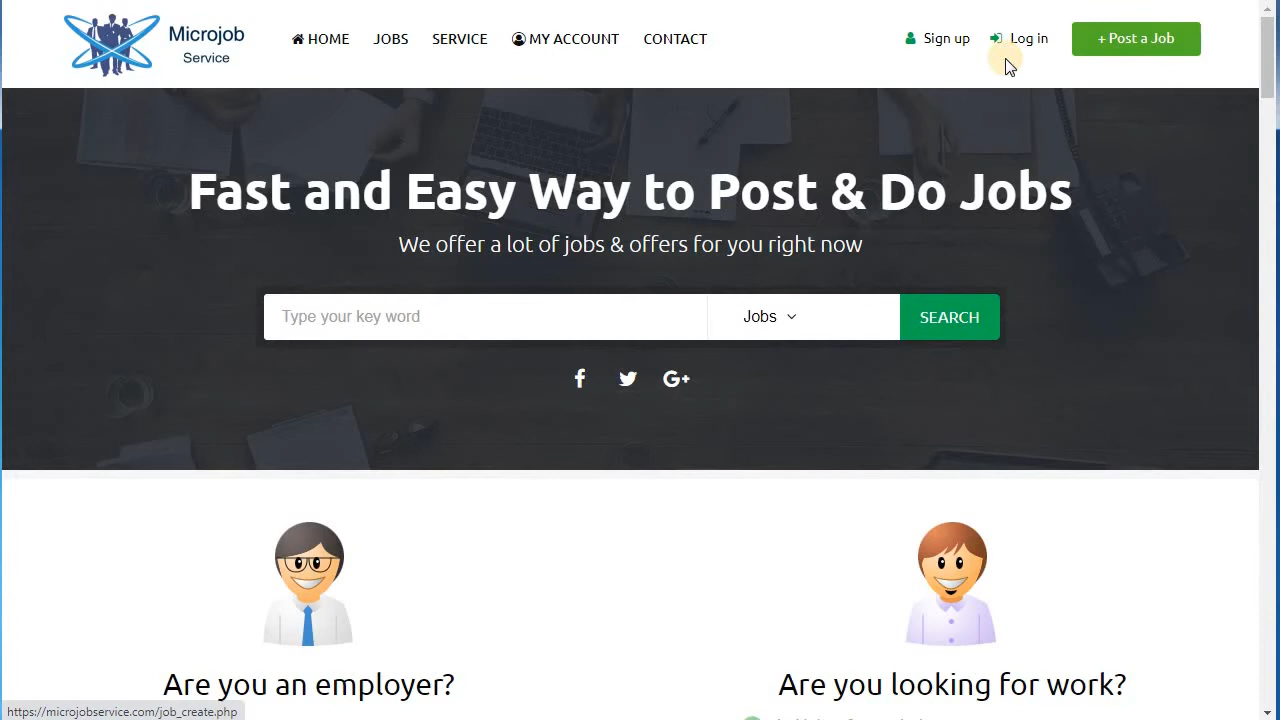 Microjob
Service
HOME
JOBS
SERVICE
MY ACCOUNT
CONTACT
Sign up
Log in
+ Post a Job
Fast and Easy Way to Post & Do Jobs
We offer a lot of jobs & offers for you right now
Type your key word
Jobs
SEARCH
Are you an employer?
Are you looking for work?
https://microjobservice.com/job_create.php